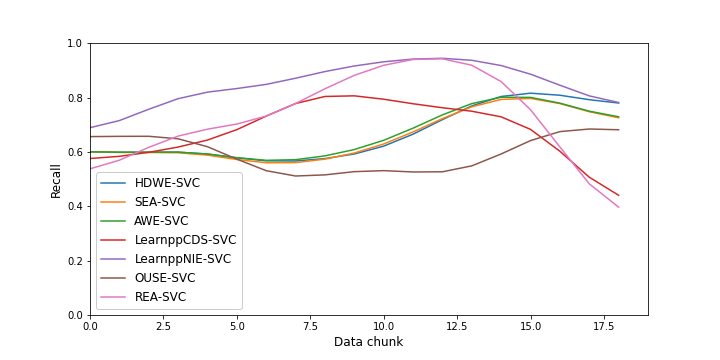 1.0
0.8
0.6
0.4
0.2
0.0
Recall
HDWE-SVC
SEA-SVC
AWE-SVC
LearnppCDS-SVC
LearnppNIE-SVC
OUSE-SVC
REA-SVC
0.0 2.5 5.0 7.5 10.0 12.5 15.0 17.5
Data chunk